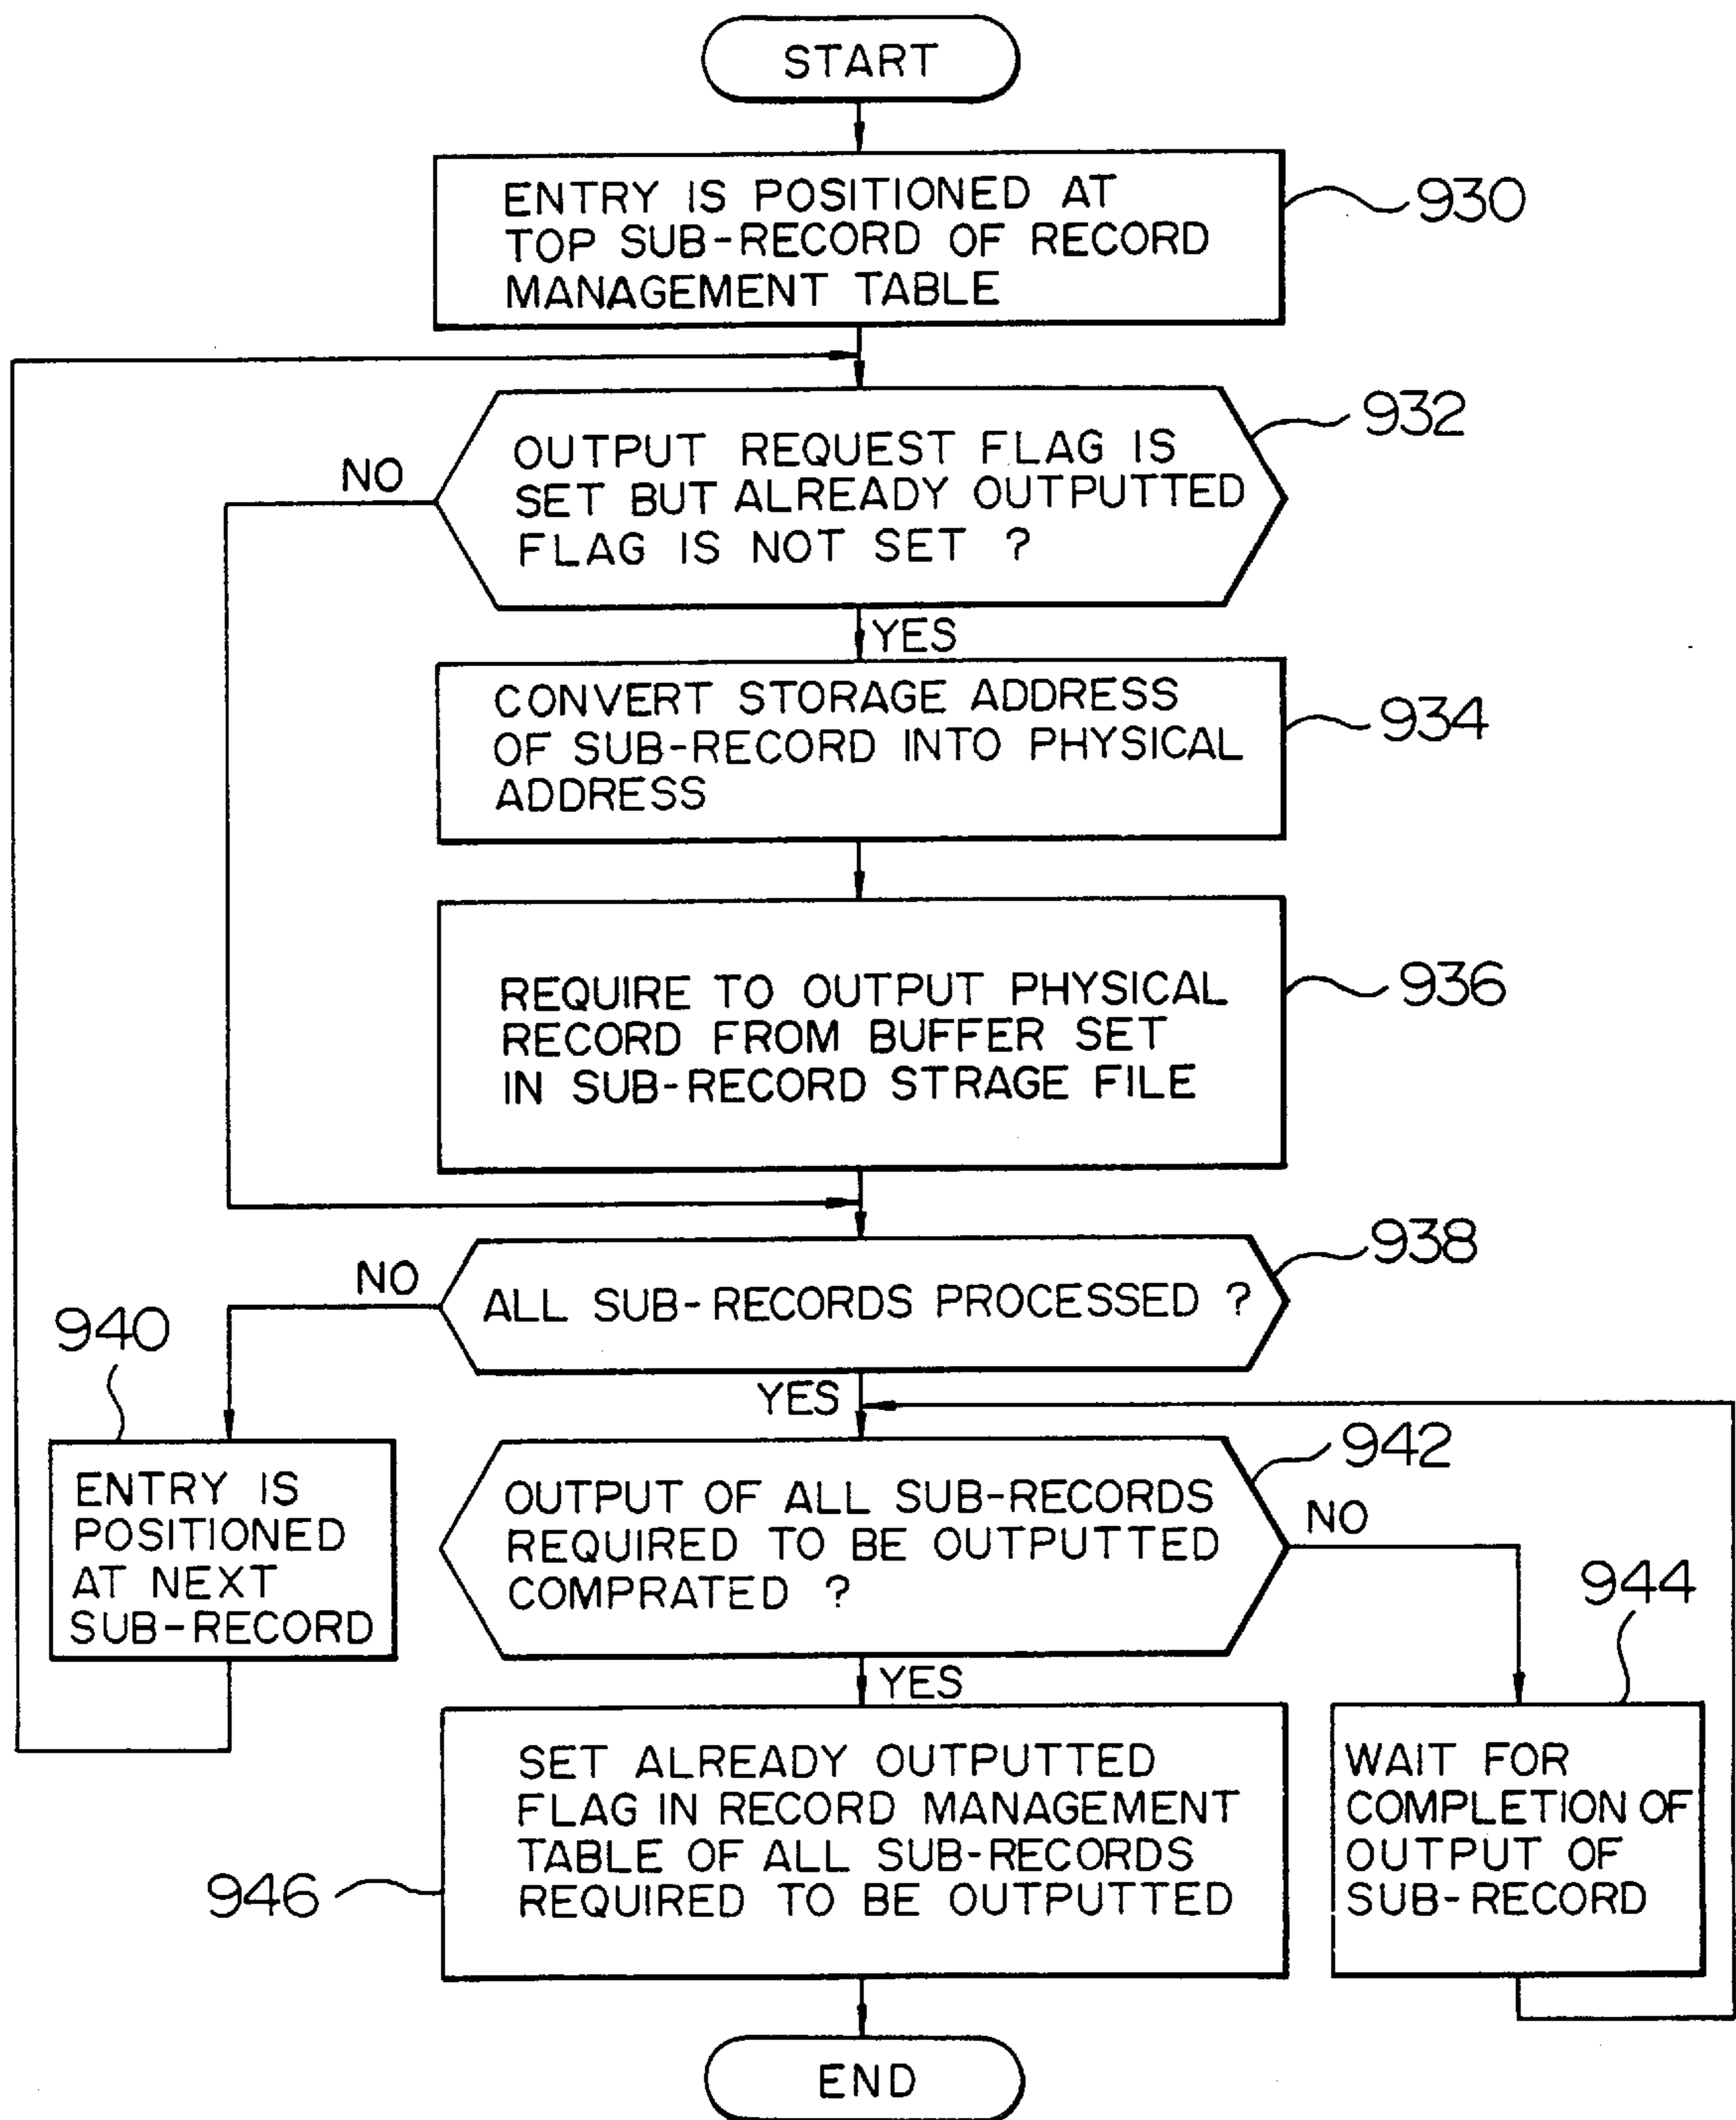 START
ENTRY IS POSITIONED AT
TOP SUB-RECORD OF RECORD
MANAGEMENT TABLE
930
OUTPUT REQUEST FLAG IS
SET BUT ALREADY OUTPUTTED
FLAG IS NOT SET ?
932
NO
YES
CONVERT STORAGE ADDRESS
OF SUB-RECORD INTO PHYSICAL
ADDRESS
934
REQUIRE TO OUTPUT PHYSICAL
RECORD FROM BUFFER SET
IN SUB-RECORD STRAGE FILE
936
ALL SUB-RECORDS PROCESSED ?
938
NO
YES
940
ENTRY IS
POSITIONED
AT NEXT
SUB-RECORD
OUTPUT OF ALL SUB-RECORDS
REQUIRED TO BE OUTPUTTED
COMPRATED ?
942
NO
YES
944
WAIT FOR
COMPLETION OF
OUTPUT OF
SUB-RECORD
SET ALREADY OUTPUTTED
FLAG IN RECORD MANAGEMENT
TABLE OF ALL SUB-RECORDS
REQUIRED TO BE OUTPUTTED
946
END